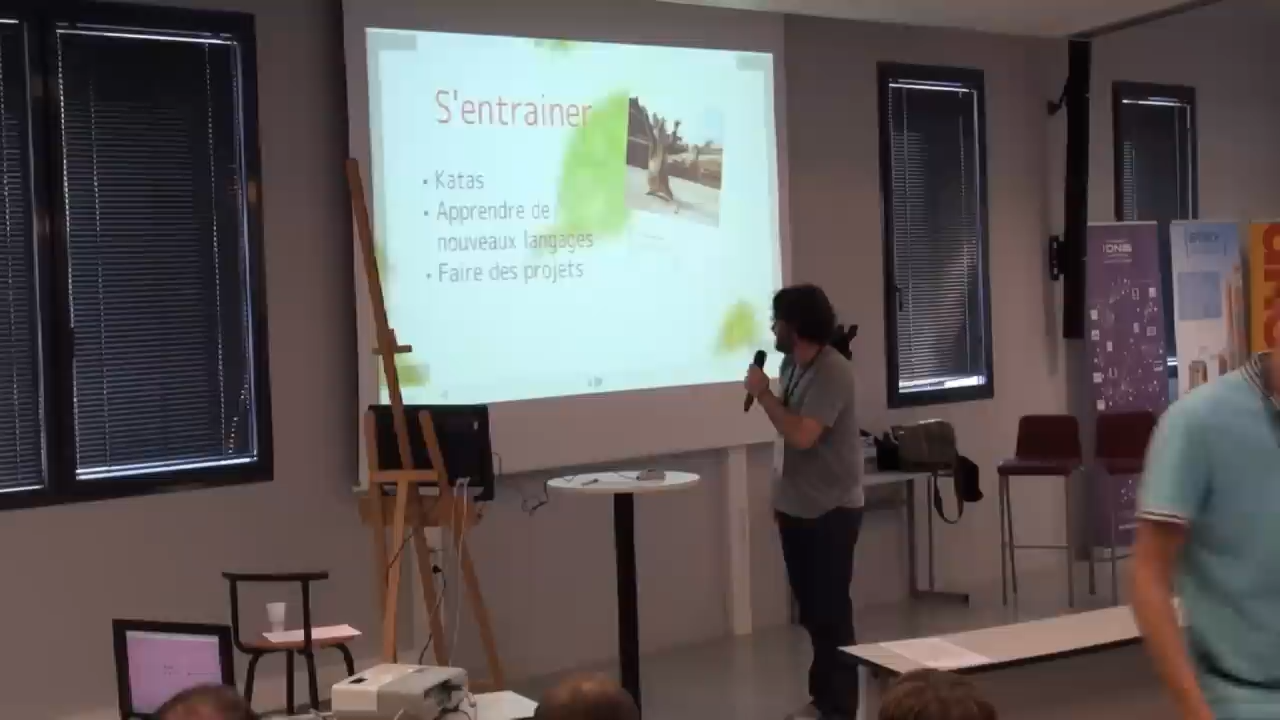 S'entrainer
• Katas
• Apprendre de
nouveaux langages
• Faire des projets